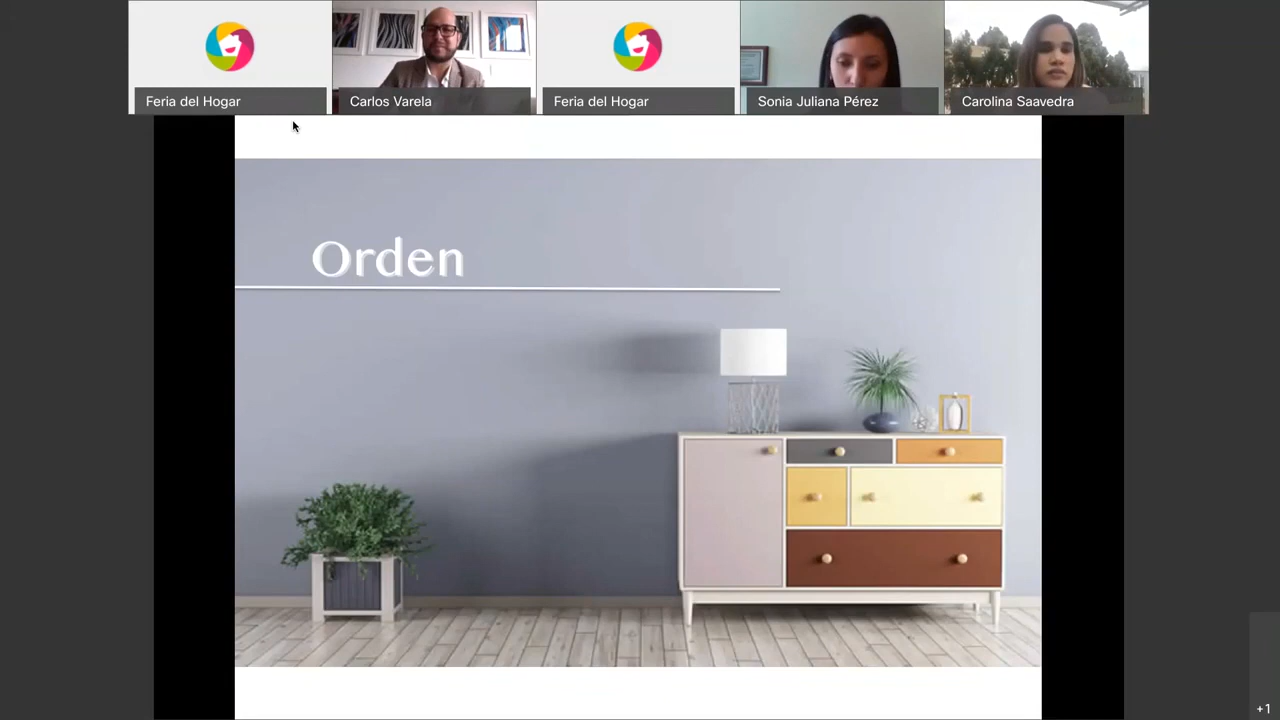 Feria del Hogar
Carlos Varela
Feria del Hogar
Sonia Juliana Pérez
Carolina Saavedra
Orden
+1